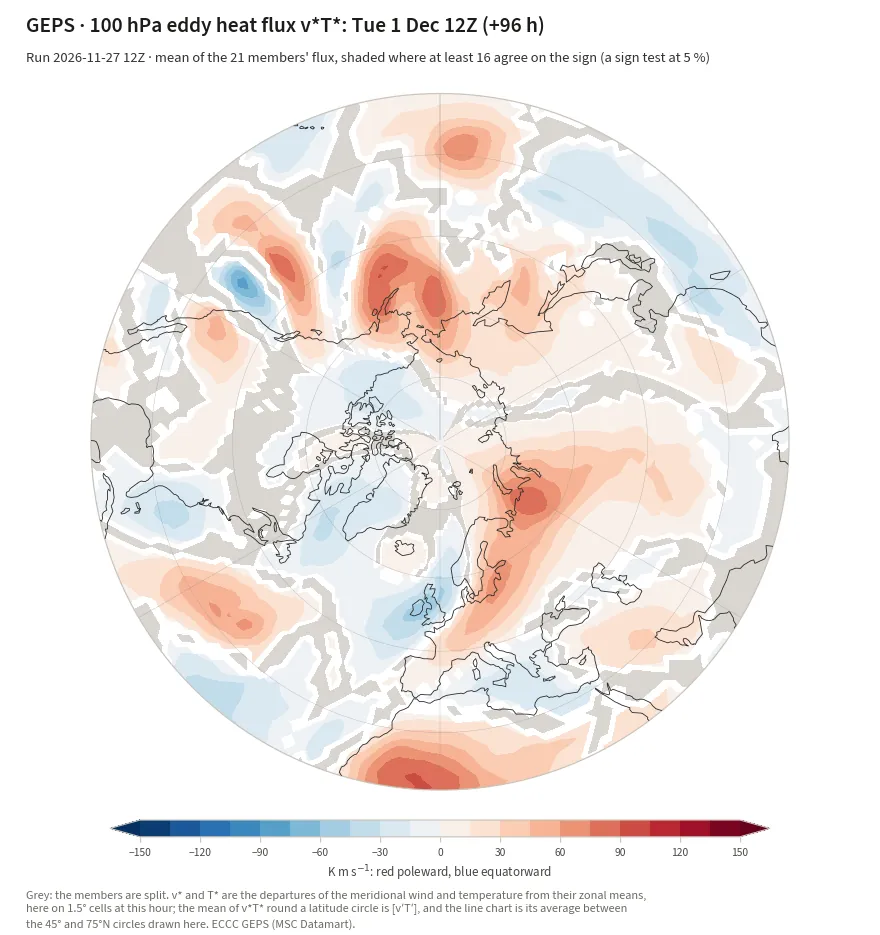 GEPS · 100 hPa eddy heat flux v*T*: Tue 1 Dec 12Z (+96 h)
Run 2026-11-27 12Z · mean of the 21 members' flux, shaded where at least 16 agree on the sign (a sign test at 5 %)
−150 −120 −90 −60 −30 0 30 60 90 120 150
K m s⁻¹: red poleward, blue equatorward
Grey: the members are split. v* and T* are the departures of the meridional wind and temperature from their zonal means,
here on 1.5° cells at this hour; the mean of v*T* round a latitude circle is [v'T'], and the line chart is its average between
the 45° and 75°N circles drawn here. ECCC GEPS (MSC Datamart).